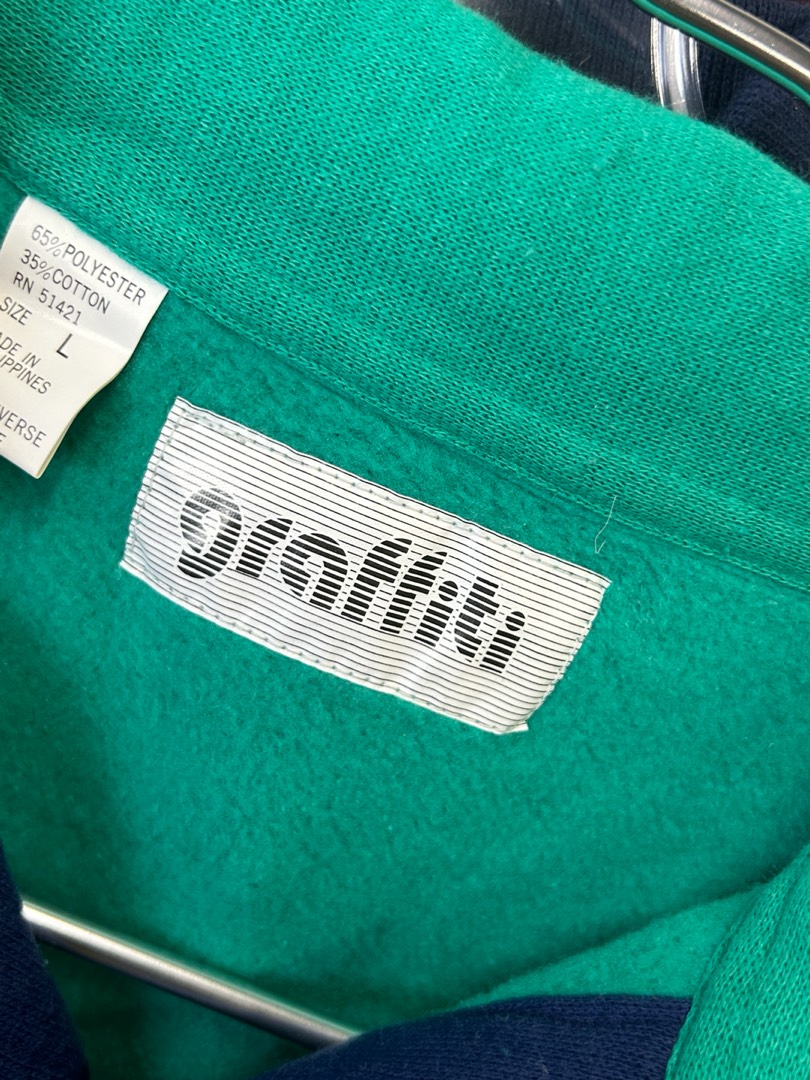 65% POLYESTER
35% COTTON
RN 51421
SIZE L
graffiti